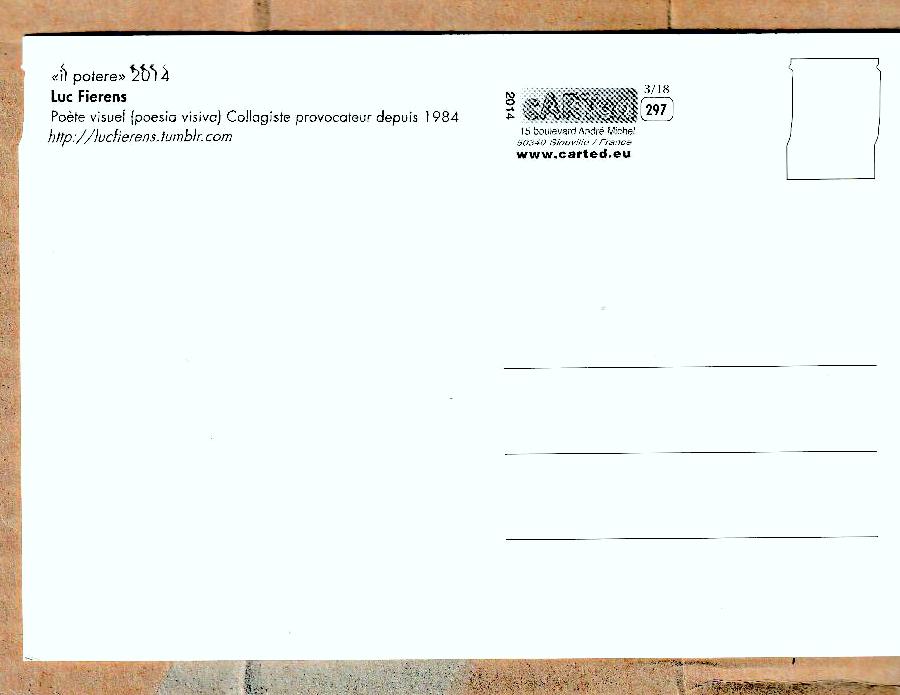 «il potere» 2014
Luc Fierens
Poète visuel (poesia visiva) Collagiste provocateur depuis 1984
http://lucfierens.tumblr.com
2014
cARTed
3/18
297
15 boulevard André Michel
50340 Siouville / France
www.carted.eu